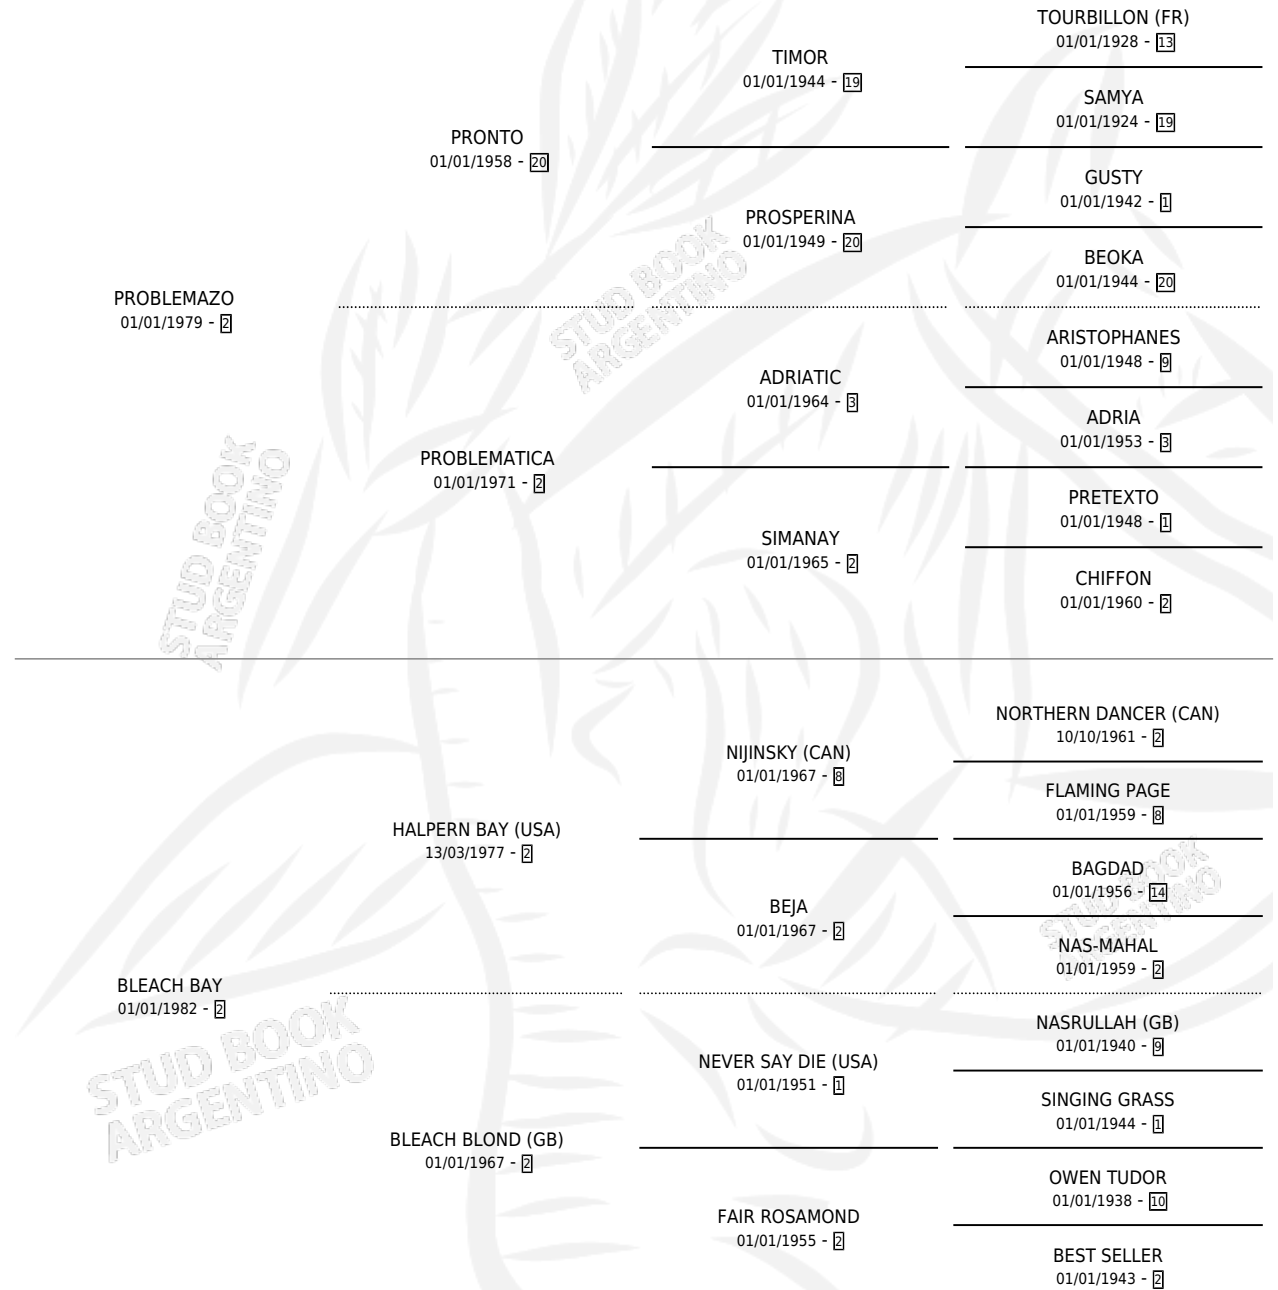 TOURBILLON (FR)
01/01/1928 - 13
TIMOR
01/01/1944 - 19
SAMYA
01/01/1924 - 19
PRONTO
01/01/1958 - 20
GUSTY
01/01/1942 - 1
PROSPERINA
01/01/1949 - 20
BEOKA
01/01/1944 - 20
PROBLEMAZO
01/01/1979 - 2
ARISTOPHANES
01/01/1948 - 9
ADRIATIC
01/01/1964 - 3
ADRIA
01/01/1953 - 3
PROBLEMATICA
01/01/1971 - 2
PRETEXTO
01/01/1948 - 1
SIMANAY
01/01/1965 - 2
CHIFFON
01/01/1960 - 2
NORTHERN DANCER (CAN)
10/10/1961 - 2
NIJINSKY (CAN)
01/01/1967 - 8
FLAMING PAGE
01/01/1959 - 8
HALPERN BAY (USA)
13/03/1977 - 2
BAGDAD
01/01/1956 - 14
BEJA
01/01/1967 - 2
NAS-MAHAL
01/01/1959 - 2
BLEACH BAY
01/01/1982 - 2
NASRULLAH (GB)
01/01/1940 - 9
NEVER SAY DIE (USA)
01/01/1951 - 1
SINGING GRASS
01/01/1944 - 1
BLEACH BLOND (GB)
01/01/1967 - 2
OWEN TUDOR
01/01/1938 - 10
FAIR ROSAMOND
01/01/1955 - 2
BEST SELLER
01/01/1943 - 2
STUD BOOK
ARGENTINO
STUD BOOK
ARGENTINO
STUD BOOK
ARGENTINO
STUD BOOK
ARGENTINO